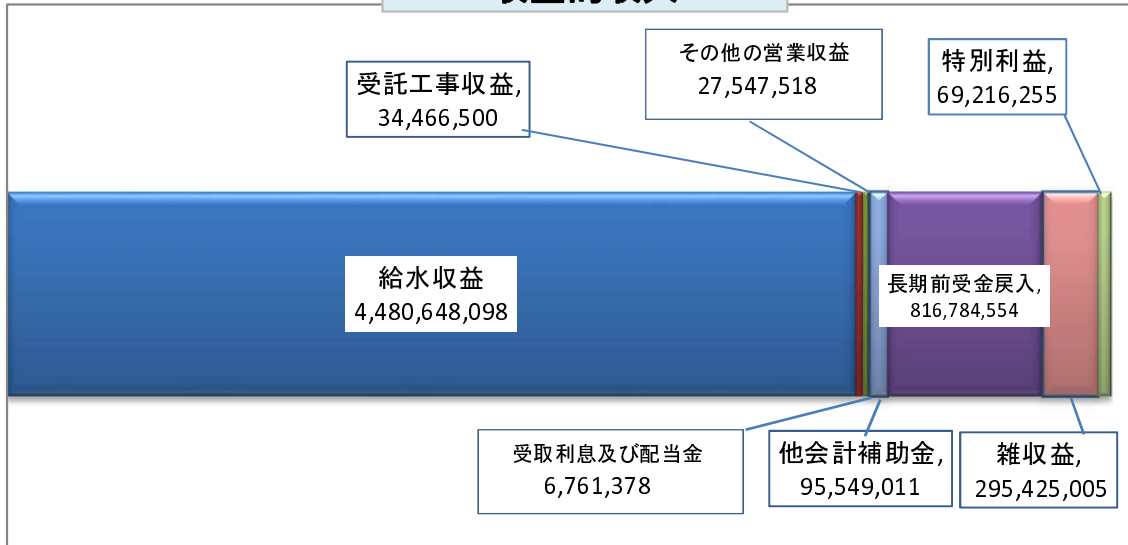 その他の営業収益
27,547,518
特別利益,
69,216,255
受託工事収益,
34,466,500
給水収益
4,480,648,098
長期前受金戻入,
816,784,554
受取利息及び配当金
6,761,378
他会計補助金,
95,549,011
雑収益,
295,425,005